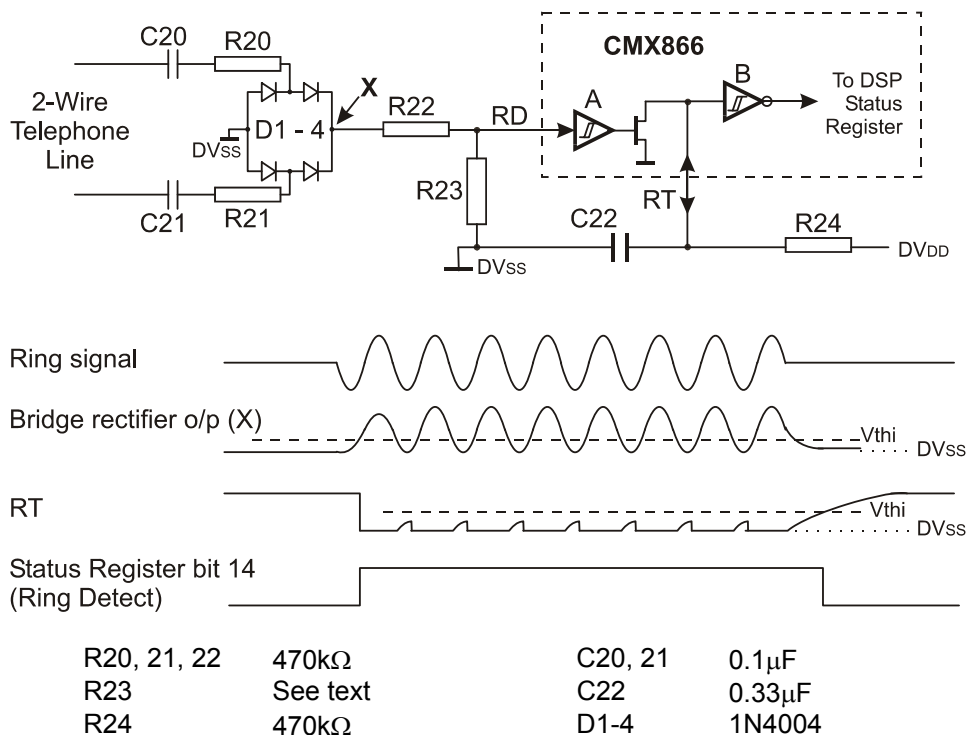 C20
R20
CMX866
X
R22
A
B
To DSP
Status
Register
2-Wire
Telephone
Line
DVss
D1 - 4
RD
R23
RT
C21
R21
C22
R24
DVss
DVDD
Ring signal
Bridge rectifier o/p (X)
Vthi
DVss
RT
Vthi
DVss
Status Register bit 14
(Ring Detect)
R20, 21, 22 470kΩ C20, 21 0.1μF
R23 See text C22 0.33μF
R24 470kΩ D1-4 1N4004